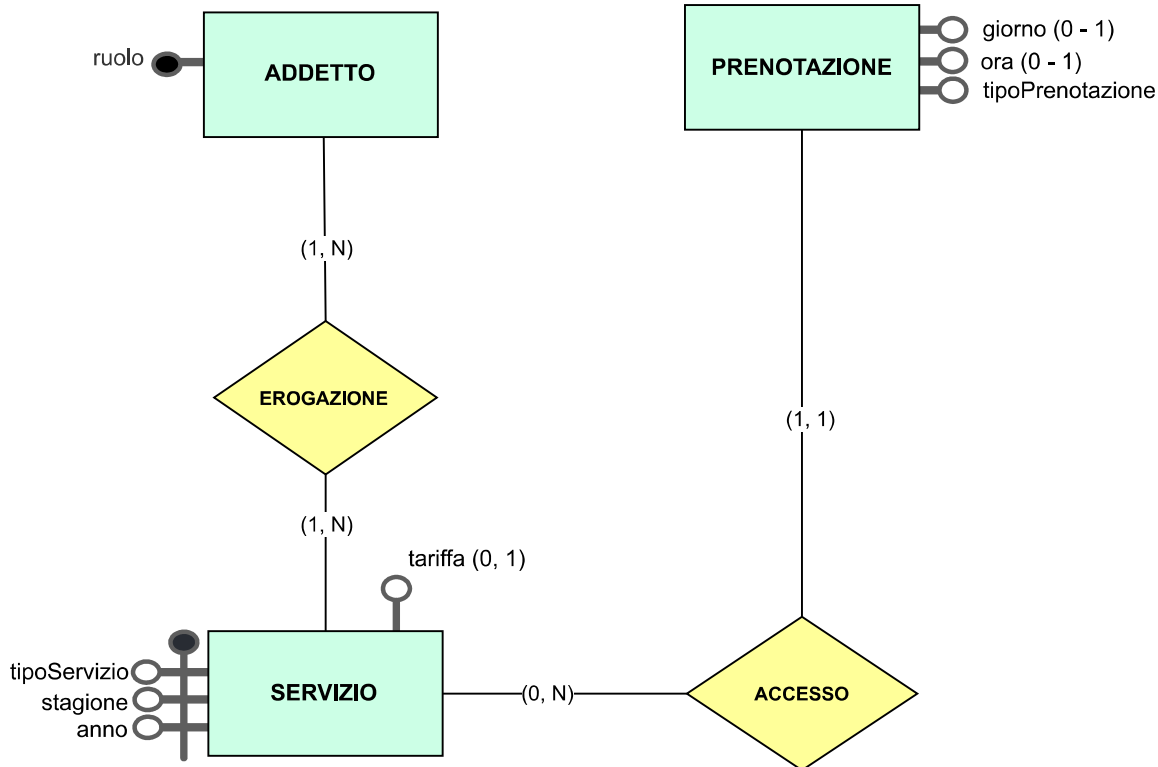 ruolo
ADDETTO
PRENOTAZIONE
giorno (0 - 1)
ora (0 - 1)
tipoPrenotazione
(1, N)
EROGAZIONE
(1, 1)
(1, N)
tariffa (0, 1)
tipoServizio
stagione
anno
SERVIZIO
(0, N)
ACCESSO